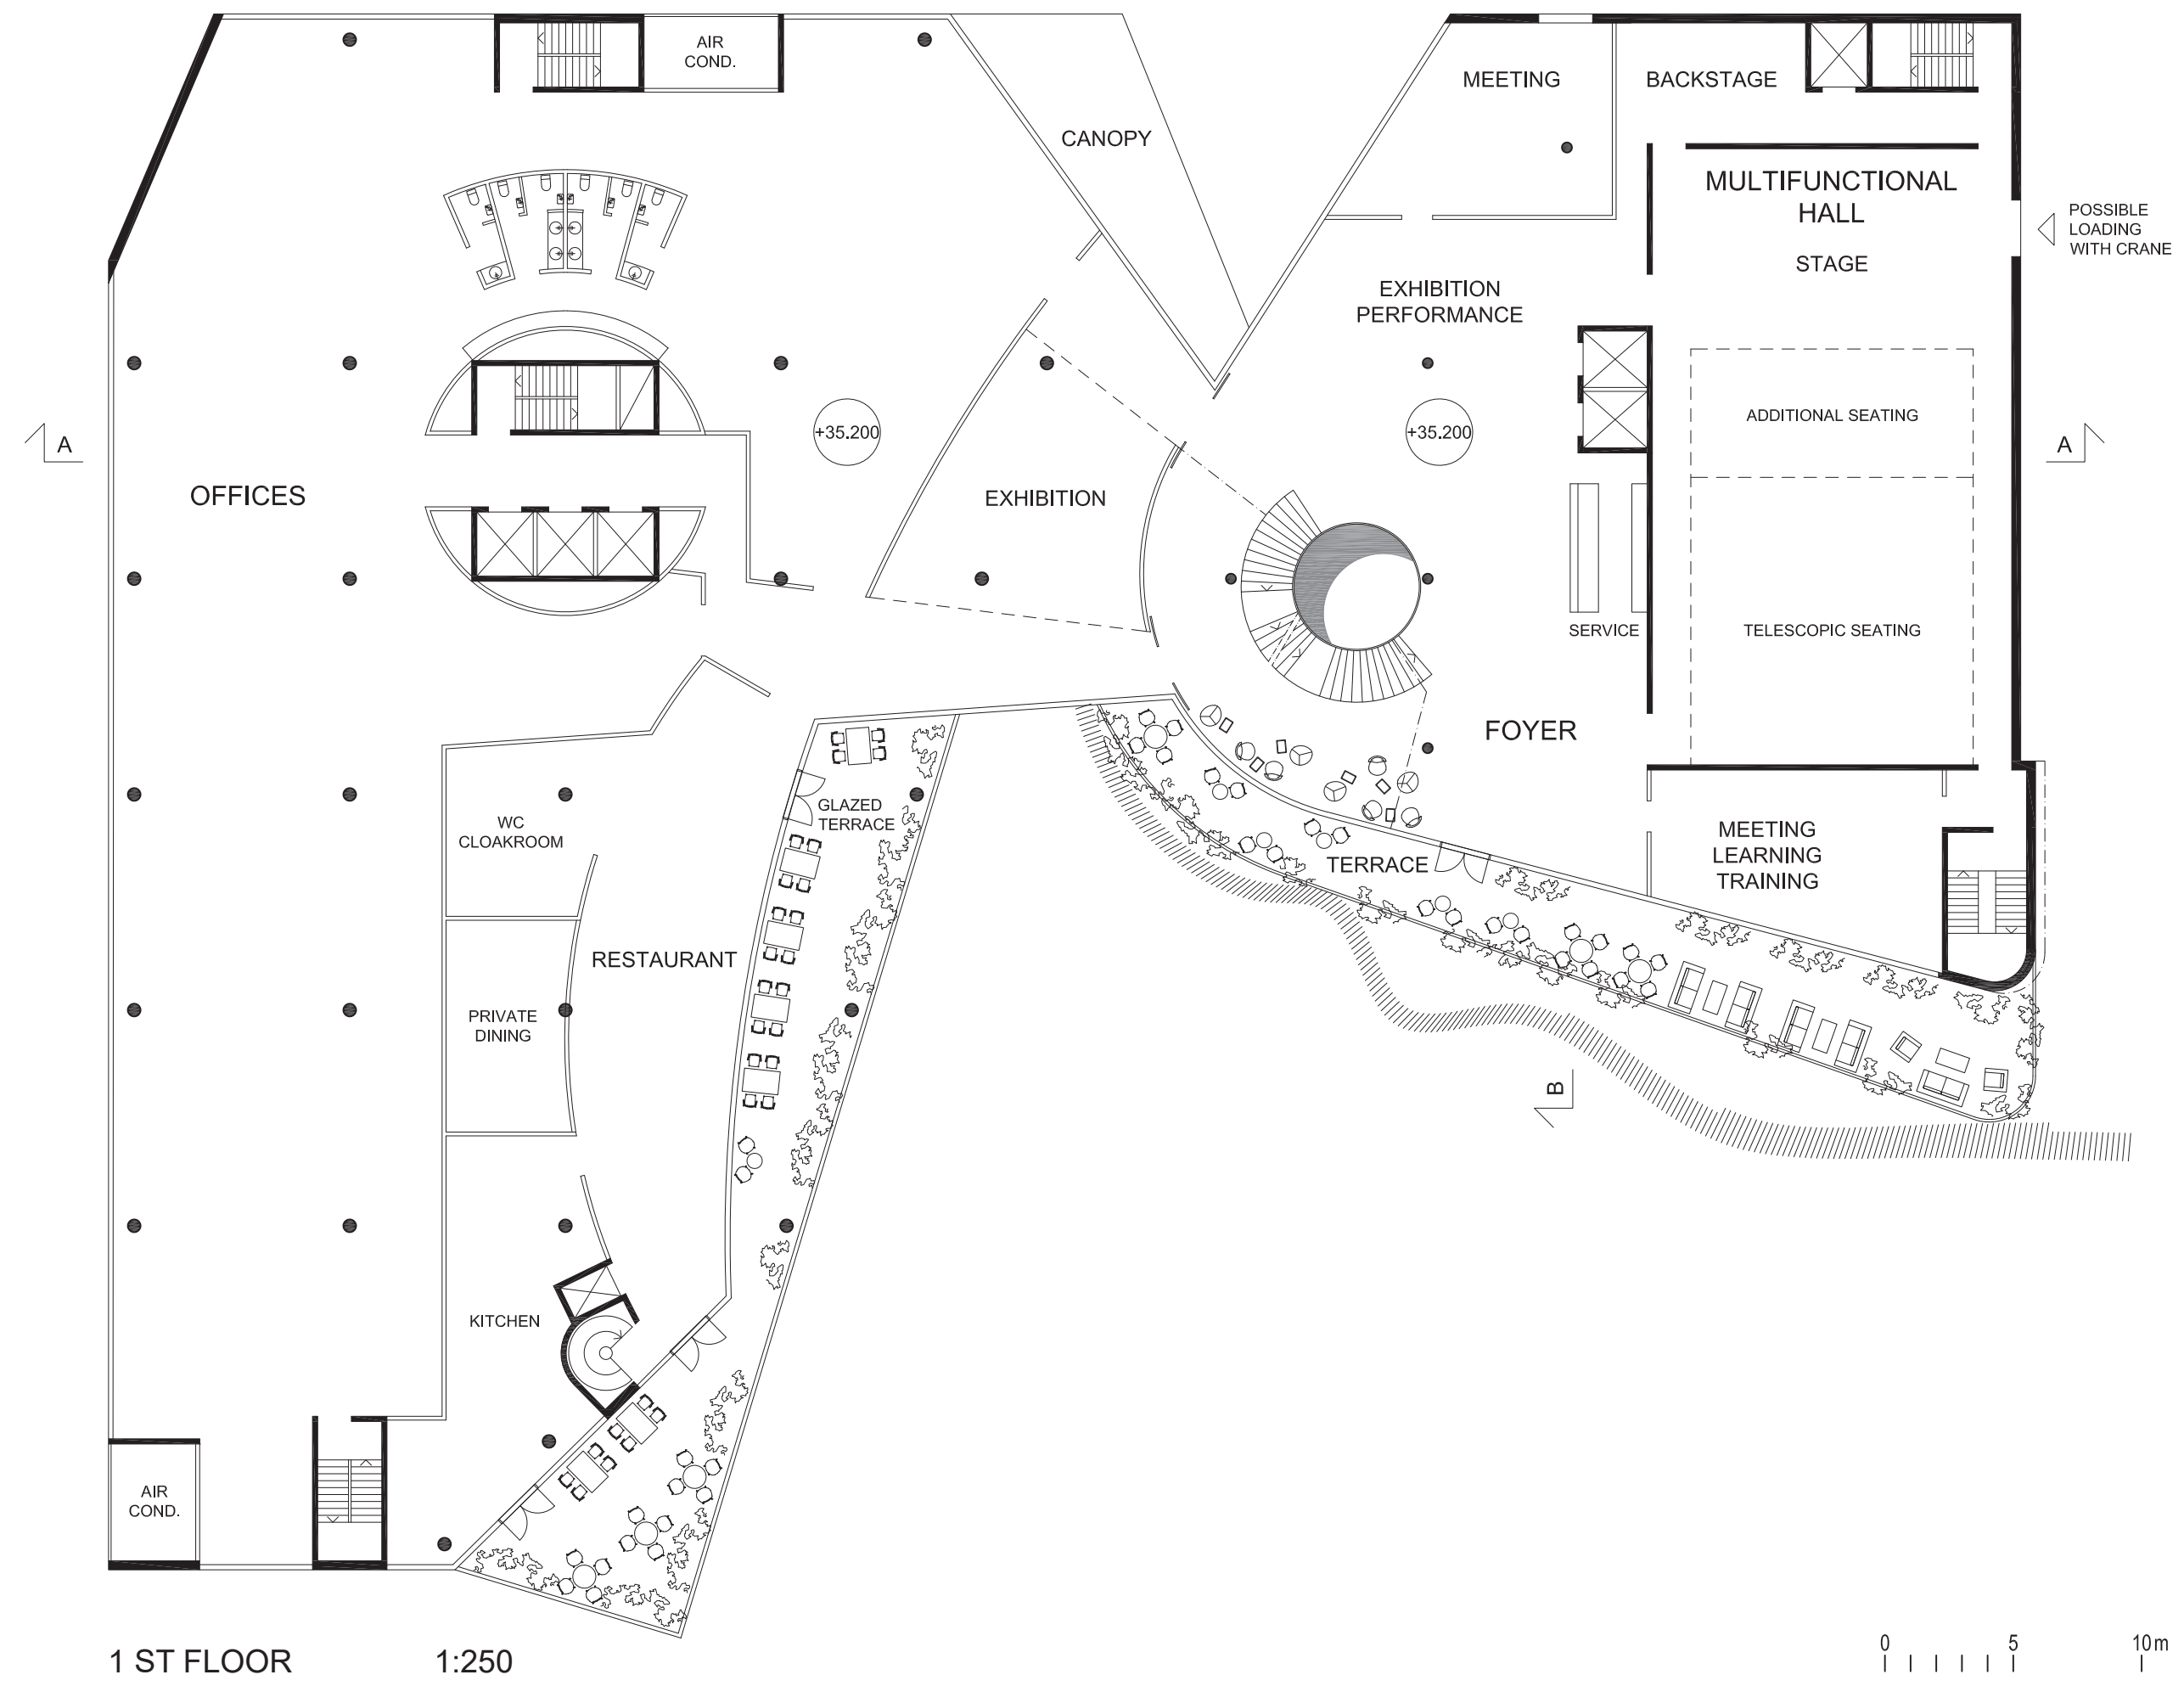 AIR
COND.
MEETING
BACKSTAGE
CANOPY
MULTIFUNCTIONAL
HALL
STAGE
POSSIBLE
LOADING
WITH CRANE
EXHIBITION
PERFORMANCE
ADDITIONAL SEATING
+35.200
+35.200
A
A
OFFICES
EXHIBITION
SERVICE
TELESCOPIC SEATING
FOYER
GLAZED
TERRACE
WC
CLOAKROOM
MEETING
LEARNING
TRAINING
TERRACE
RESTAURANT
PRIVATE
DINING
B
KITCHEN
AIR
COND.
1 ST FLOOR
1:250
0 5 10 m